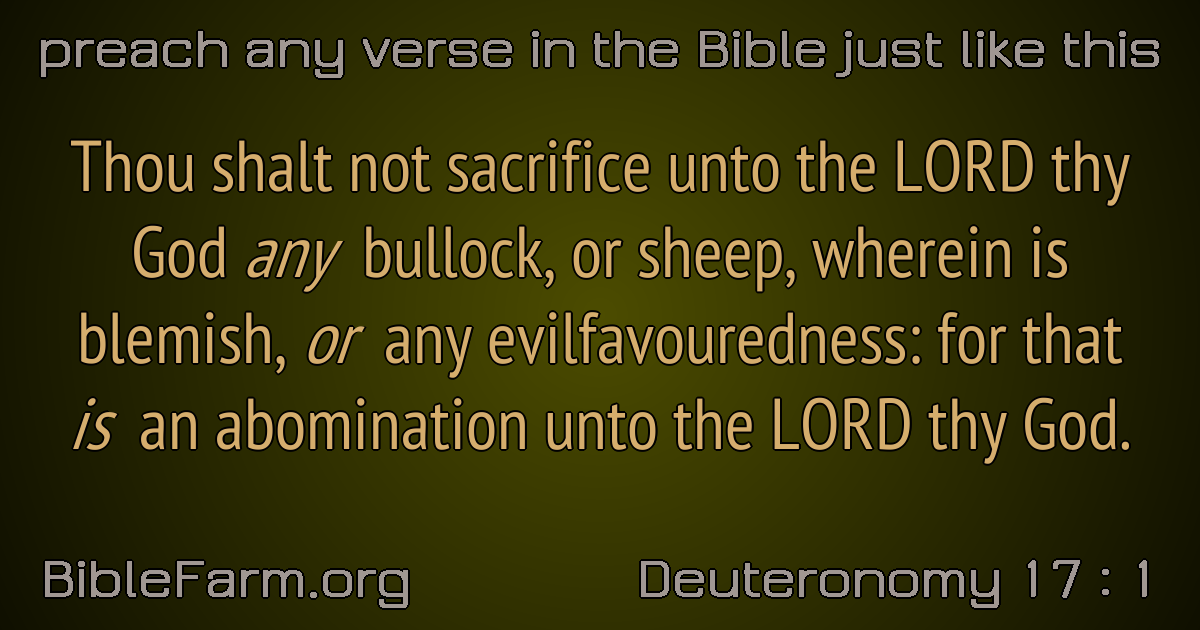 preach any verse in the Bible just like this
Thou shalt not sacrifice unto the LORD thy
God any bullock, or sheep, wherein is
blemish, or any evilfavouredness: for that
is an abomination unto the LORD thy God.
BibleFarm.org
Deuteronomy 17 : 1